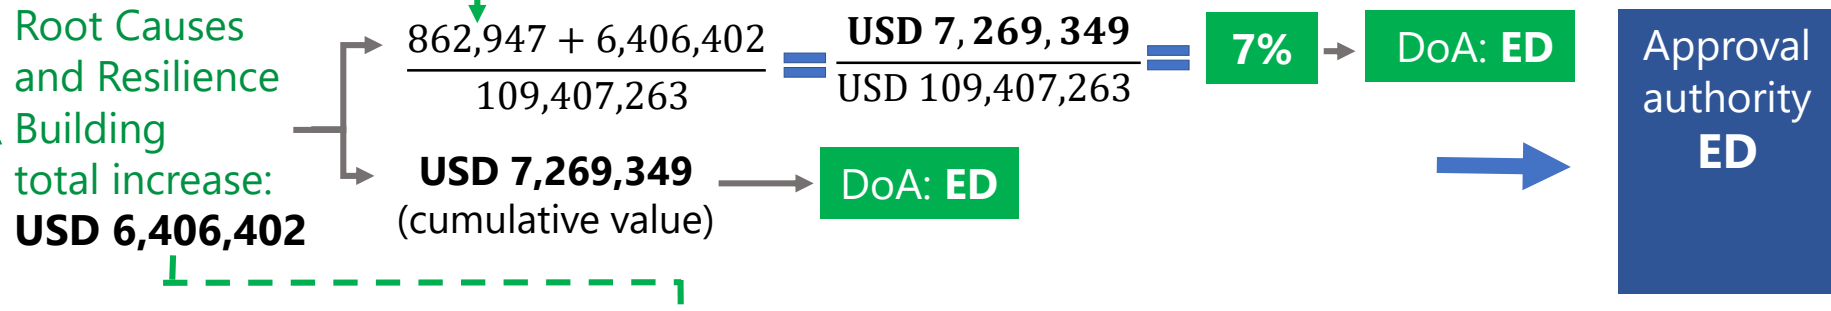 Root Causes
and Resilience
Building
total increase:
USD 6,406,402
862,947 + 6,406,402
109,407,263
=
USD 7, 269, 349
USD 109,407,263
=
7%
DoA: ED
USD 7,269,349
(cumulative value)
DoA: ED
Approval
authority
ED